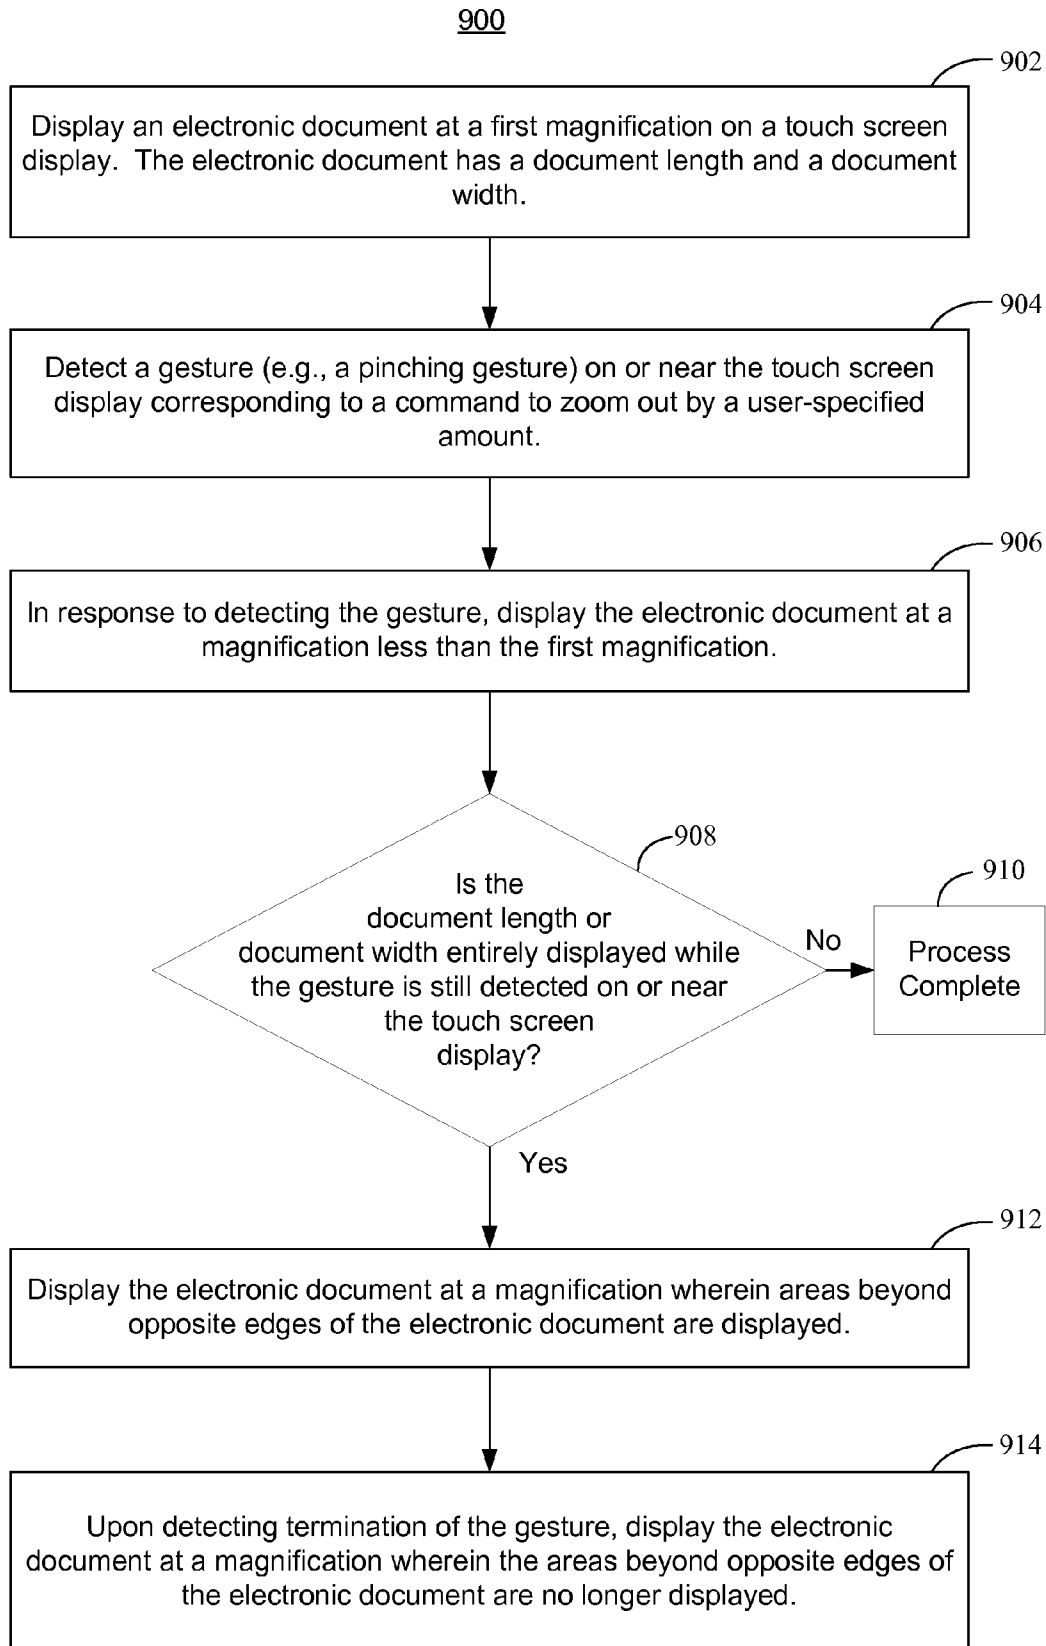 900
902
Display an electronic document at a first magnification on a touch screen
display.  The electronic document has a document length and a document
width.
904
Detect a gesture (e.g., a pinching gesture) on or near the touch screen
display corresponding to a command to zoom out by a user-specified
amount.
906
In response to detecting the gesture, display the electronic document at a
magnification less than the first magnification.
908
Is the
document length or
document width entirely displayed while
the gesture is still detected on or near
the touch screen
display?
No
910
Process
Complete
Yes
912
Display the electronic document at a magnification wherein areas beyond
opposite edges of the electronic document are displayed.
914
Upon detecting termination of the gesture, display the electronic
document at a magnification wherein the areas beyond opposite edges of
the electronic document are no longer displayed.